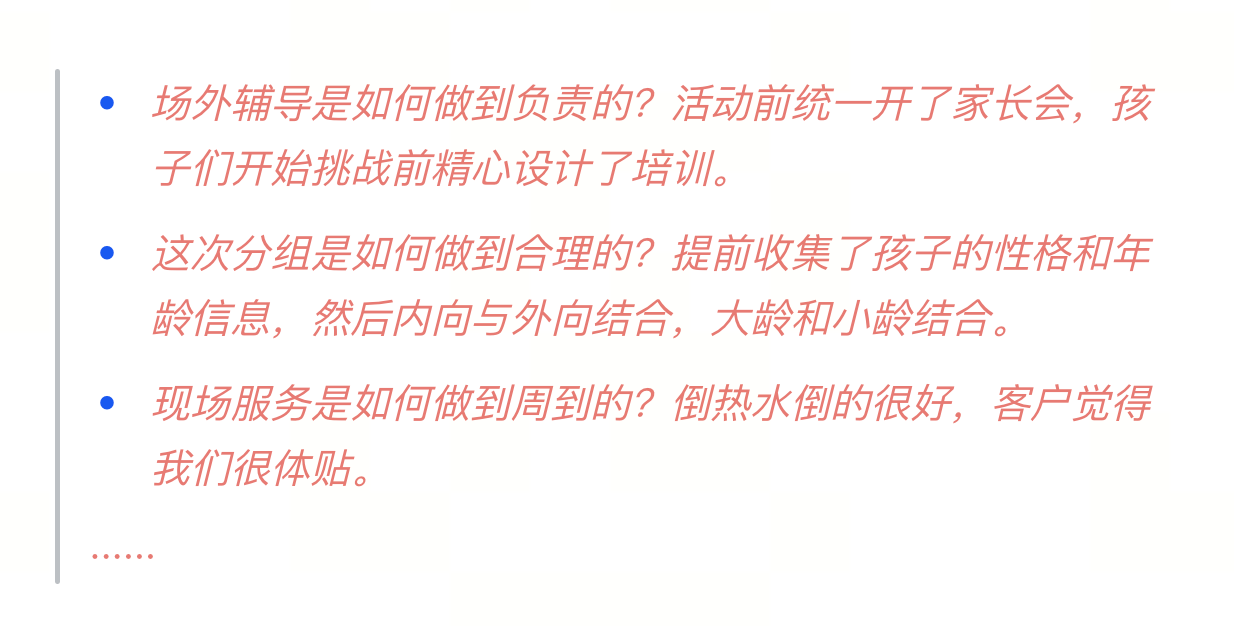 • 场外辅导是如何做到负责的？活动前统一开了家长会，孩
子们开始挑战前精心设计了培训。
• 这次分组是如何做到合理的？提前收集了孩子的性格和年
龄信息，然后内向与外向结合，大龄和小龄结合。
• 现场服务是如何做到周到的？倒热水倒的很好，客户觉得
我们很体贴。
......